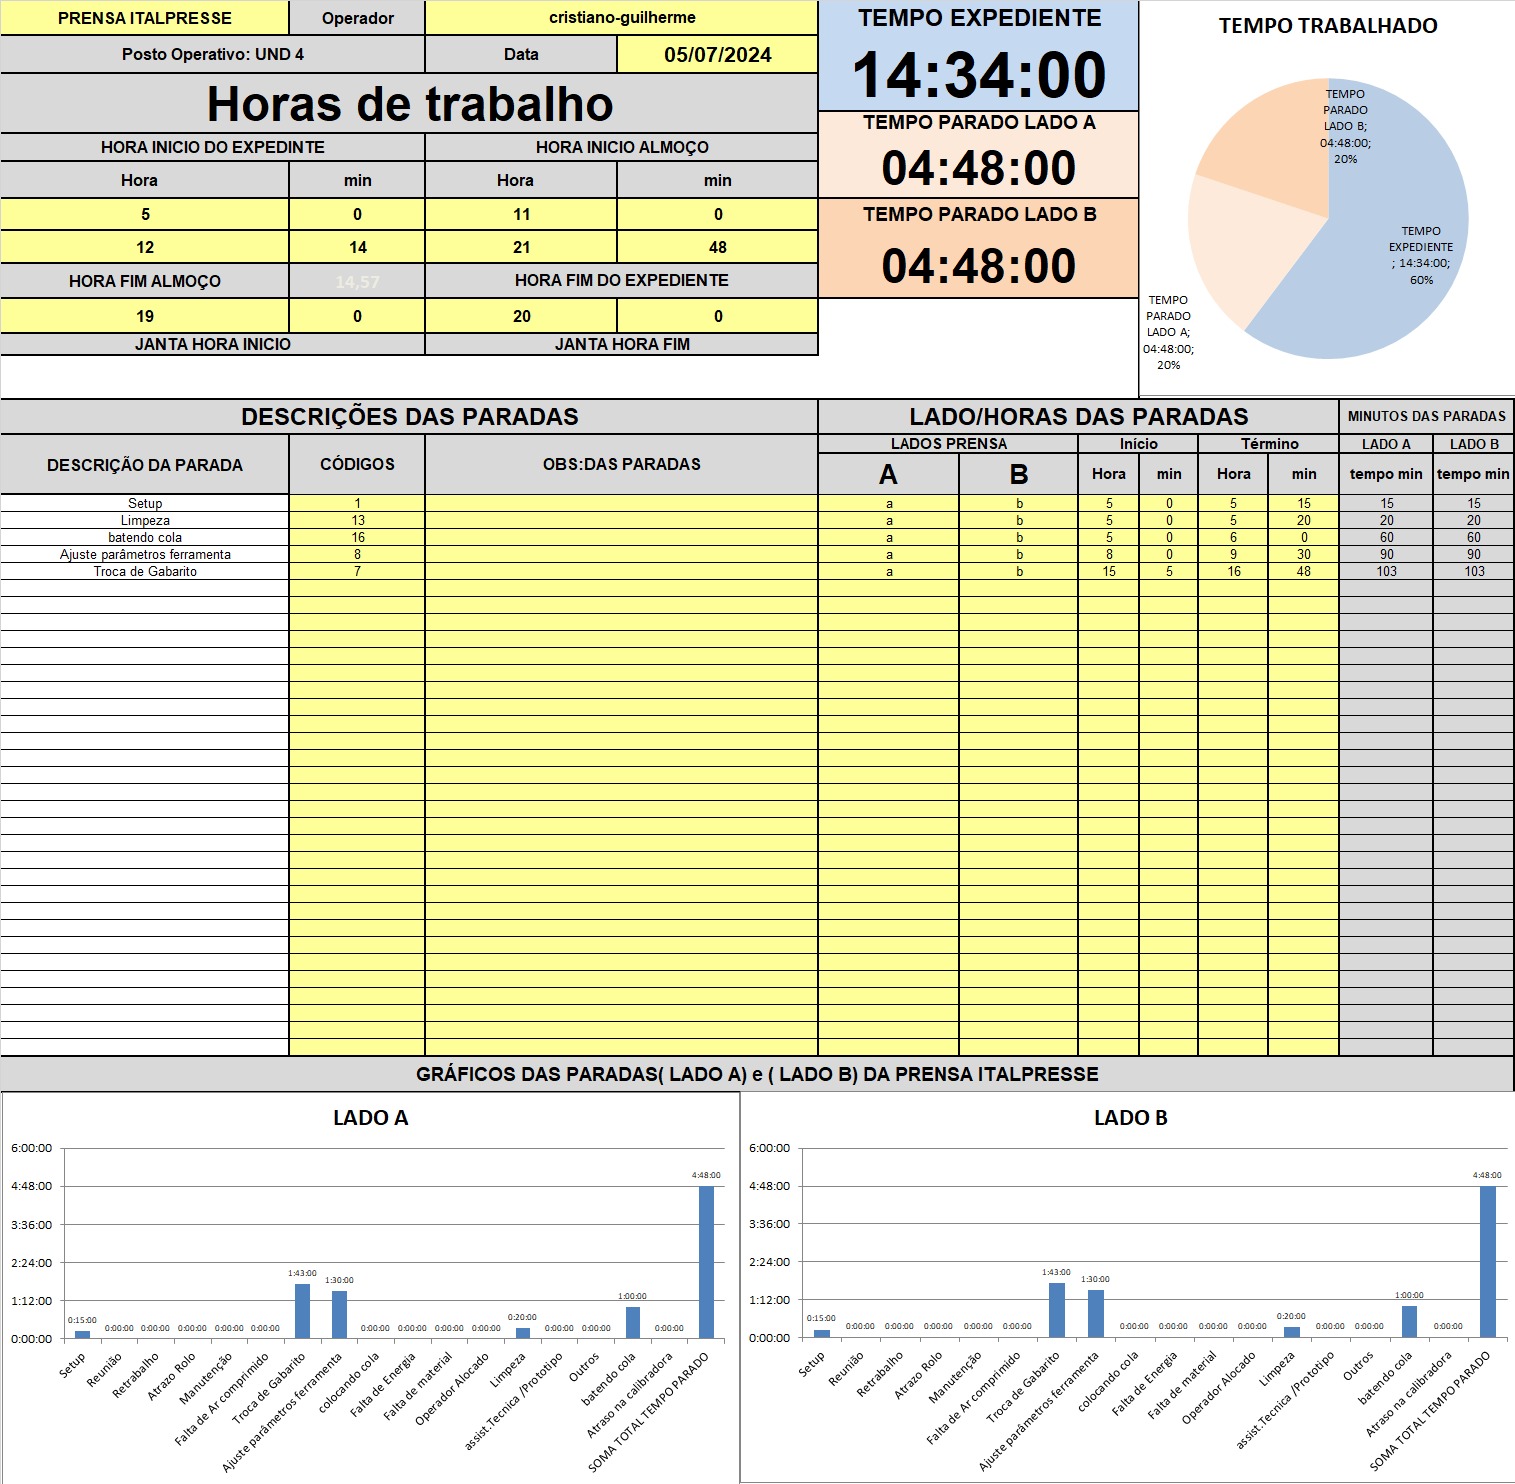 PRENSA ITALPRESSE Operador cristiano-guilherme
Posto Operativo: UND 4 Data 05/07/2024
Horas de trabalho
HORA INICIO DO EXPEDINTE HORA INICIO ALMOÇO
Hora min Hora min
5 0 11 0
12 14 21 48
HORA FIM ALMOÇO 14,57 HORA FIM DO EXPEDIENTE
19 0 20 0
JANTA HORA INICIO JANTA HORA FIM
TEMPO EXPEDIENTE
14:34:00
TEMPO PARADO LADO A
04:48:00
TEMPO PARADO LADO B
04:48:00
TEMPO TRABALHADO
TEMPO
PARADO
LADO B;
04:48:00;
20%
TEMPO
EXPEDIENTE
; 14:34:00;
60%
TEMPO
PARADO
LADO A;
04:48:00;
20%
DESCRIÇÕES DAS PARADAS LADO/HORAS DAS PARADAS MINUTOS DAS PARADAS
LADOS PRENSA Início Término LADO A LADO B
DESCRIÇÃO DA PARADA CÓDIGOS OBS:DAS PARADAS A B Hora min Hora min tempo min tempo min
Setup 1 a b 5 0 5 15 15 15
Limpeza 13 a b 5 0 5 20 20 20
batendo cola 16 a b 5 0 6 0 60 60
Ajuste parâmetros ferramenta 8 a b 8 0 9 30 90 90
Troca de Gabarito 7 a b 15 5 16 48 103 103
GRÁFICOS DAS PARADAS( LADO A) e ( LADO B) DA PRENSA ITALPRESSE
LADO A
6:00:00
4:48:00
3:36:00
2:24:00
1:12:00
0:00:00
0:15:00 0:00:00 0:00:00 0:00:00 0:00:00 0:00:00 1:43:00 1:30:00 0:00:00 0:00:00 0:00:00 0:00:00 0:20:00 0:00:00 0:00:00 1:00:00 0:00:00 4:48:00
Setup
Reunião
Retrabalho
Atrazo Rolo
Manutenção
Falta de Ar comprimido
Troca de Gabarito
Ajuste parâmetros ferramenta
colocando cola
Falta de Energia
Falta de material
Operador Alocado
Limpeza
assist.Tecnica /Prototipo
Outros
batendo cola
Atraso na calibradora
SOMA TOTAL TEMPO PARADO
LADO B
6:00:00
4:48:00
3:36:00
2:24:00
1:12:00
0:00:00
0:15:00 0:00:00 0:00:00 0:00:00 0:00:00 0:00:00 1:43:00 1:30:00 0:00:00 0:00:00 0:00:00 0:00:00 0:20:00 0:00:00 0:00:00 1:00:00 0:00:00 4:48:00
Setup
Reunião
Retrabalho
Atrazo Rolo
Manutenção
Falta de Ar comprimido
Troca de Gabarito
Ajuste parâmetros ferramenta
colocando cola
Falta de Energia
Falta de material
Operador Alocado
Limpeza
assist.Tecnica /Prototipo
Outros
batendo cola
Atraso na calibradora
SOMA TOTAL TEMPO PARADO